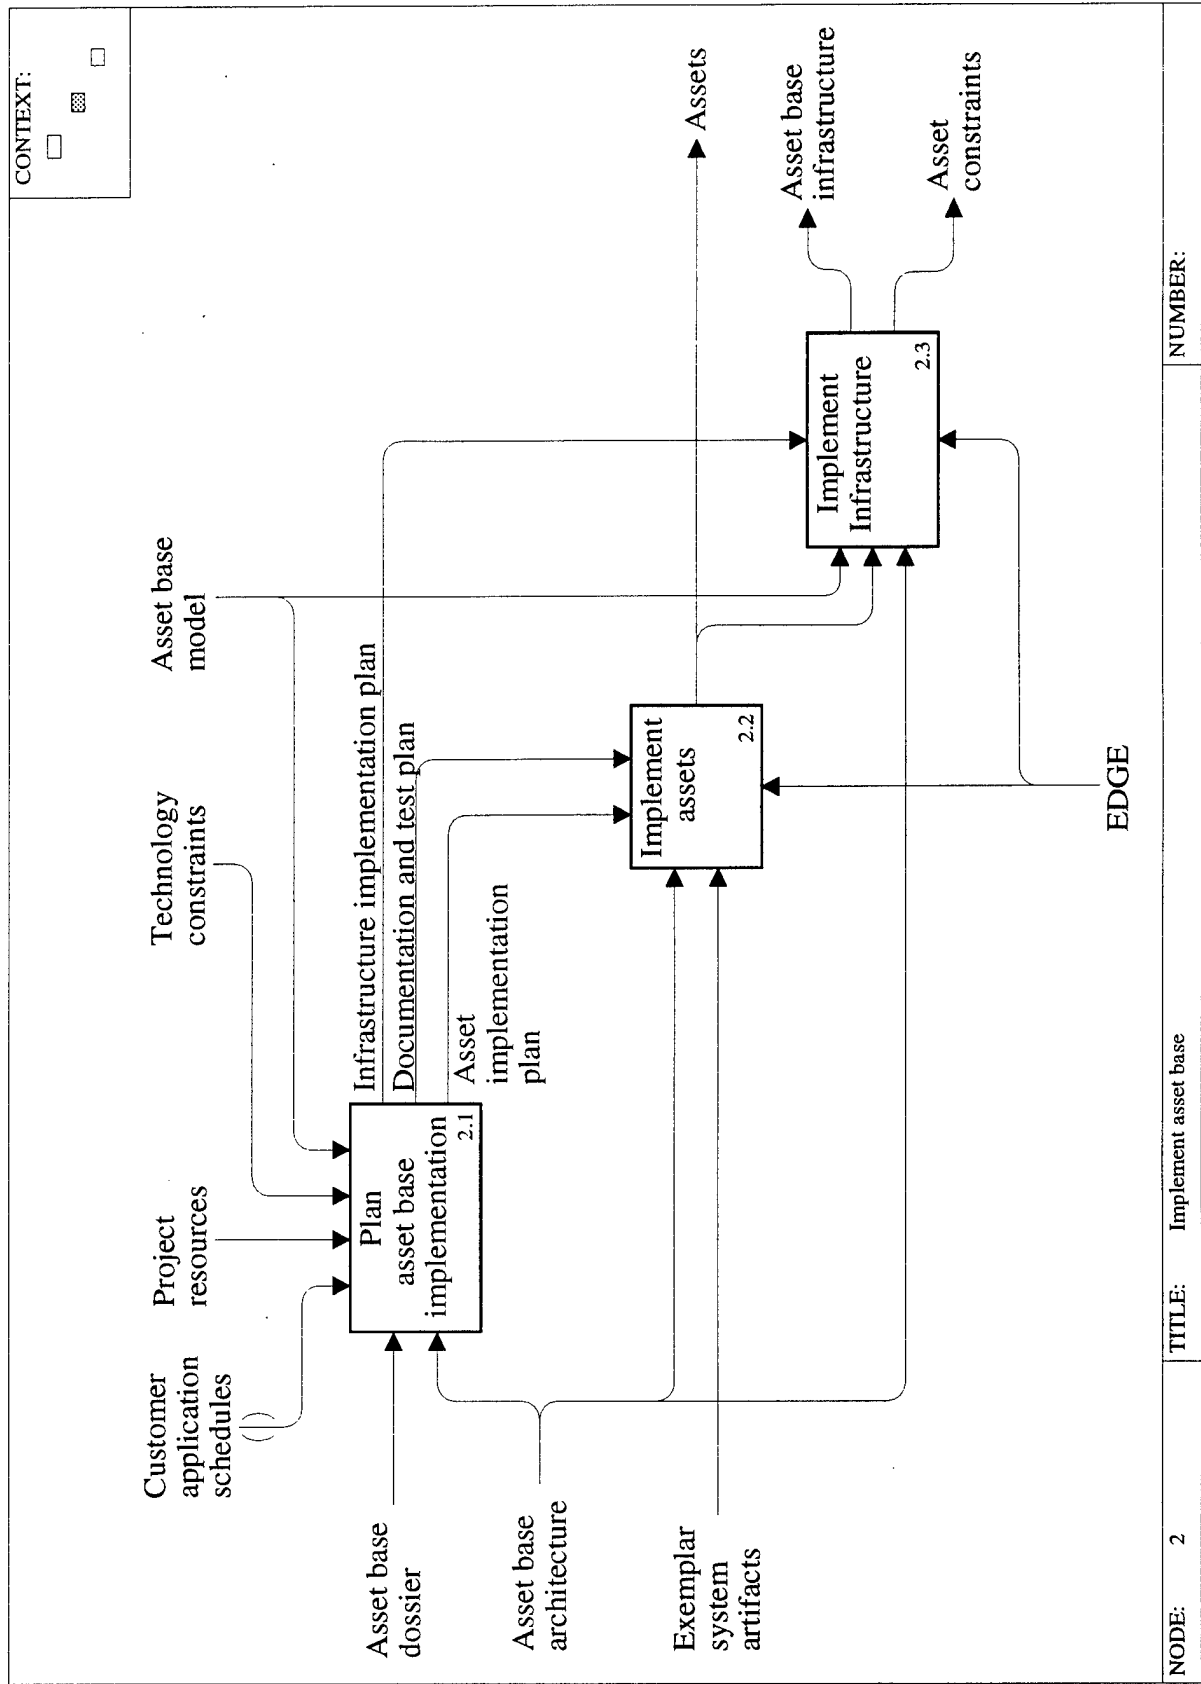 CONTEXT:
Customer
application
schedules
Project
resources
Technology
constraints
Asset base
model
Asset base
dossier
Asset base
architecture
Exemplar
system
artifacts
Plan
asset base
implementation
2.1
Infrastructure implementation plan
Documentation and test plan
Asset
implementation
plan
Implement
assets
2.2
Implement
Infrastructure
2.3
Assets
Asset base
infrastructure
Asset
constraints
EDGE
NODE: 2
TITLE: Implement asset base
NUMBER: